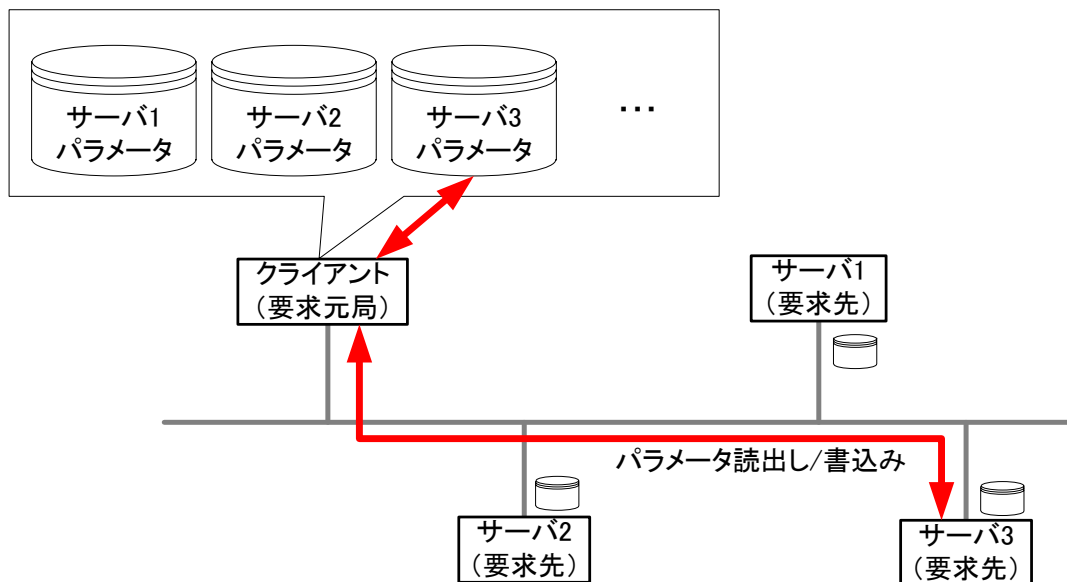 サーバ1
パラメータ
サーバ2
パラメータ
サーバ3
パラメータ
…
クライアント
（要求元局）
サーバ1
（要求先）
パラメータ読出し/書込み
サーバ2
（要求先）
サーバ3
（要求先）